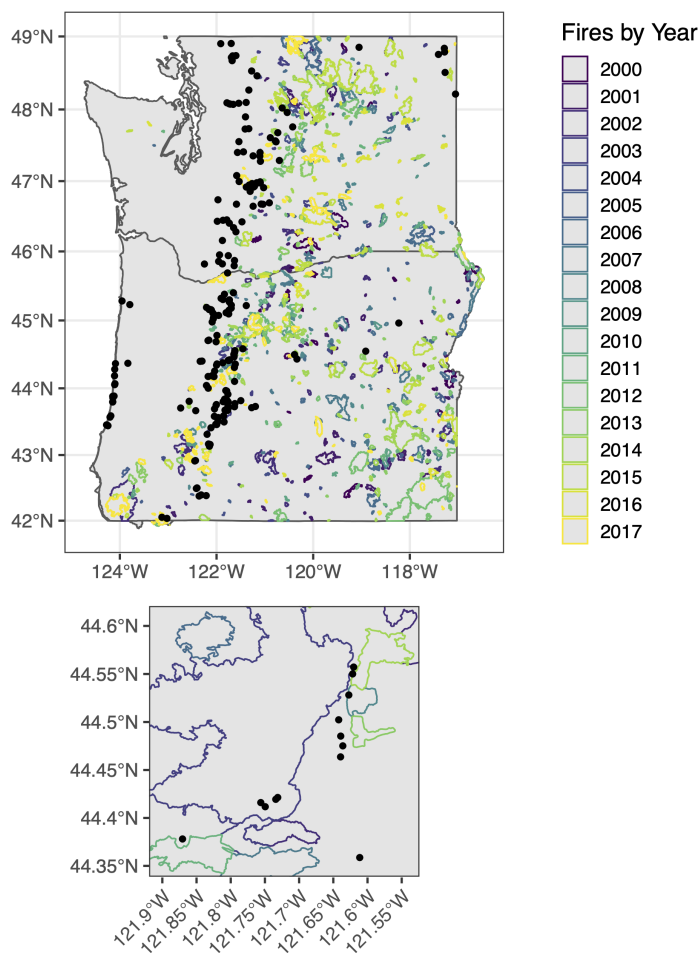 Fires by Year
49°N
48°N
47°N
46°N
45°N
44°N
43°N
42°N
124°W
122°W
120°W
118°W
2000
2001
2002
2003
2004
2005
2006
2007
2008
2009
2010
2011
2012
2013
2014
2015
2016
2017
44.6°N
44.55°N
44.5°N
44.45°N
44.4°N
44.35°N
121.9°W
121.85°W
121.8°W
121.75°W
121.7°W
121.65°W
121.6°W
121.55°W